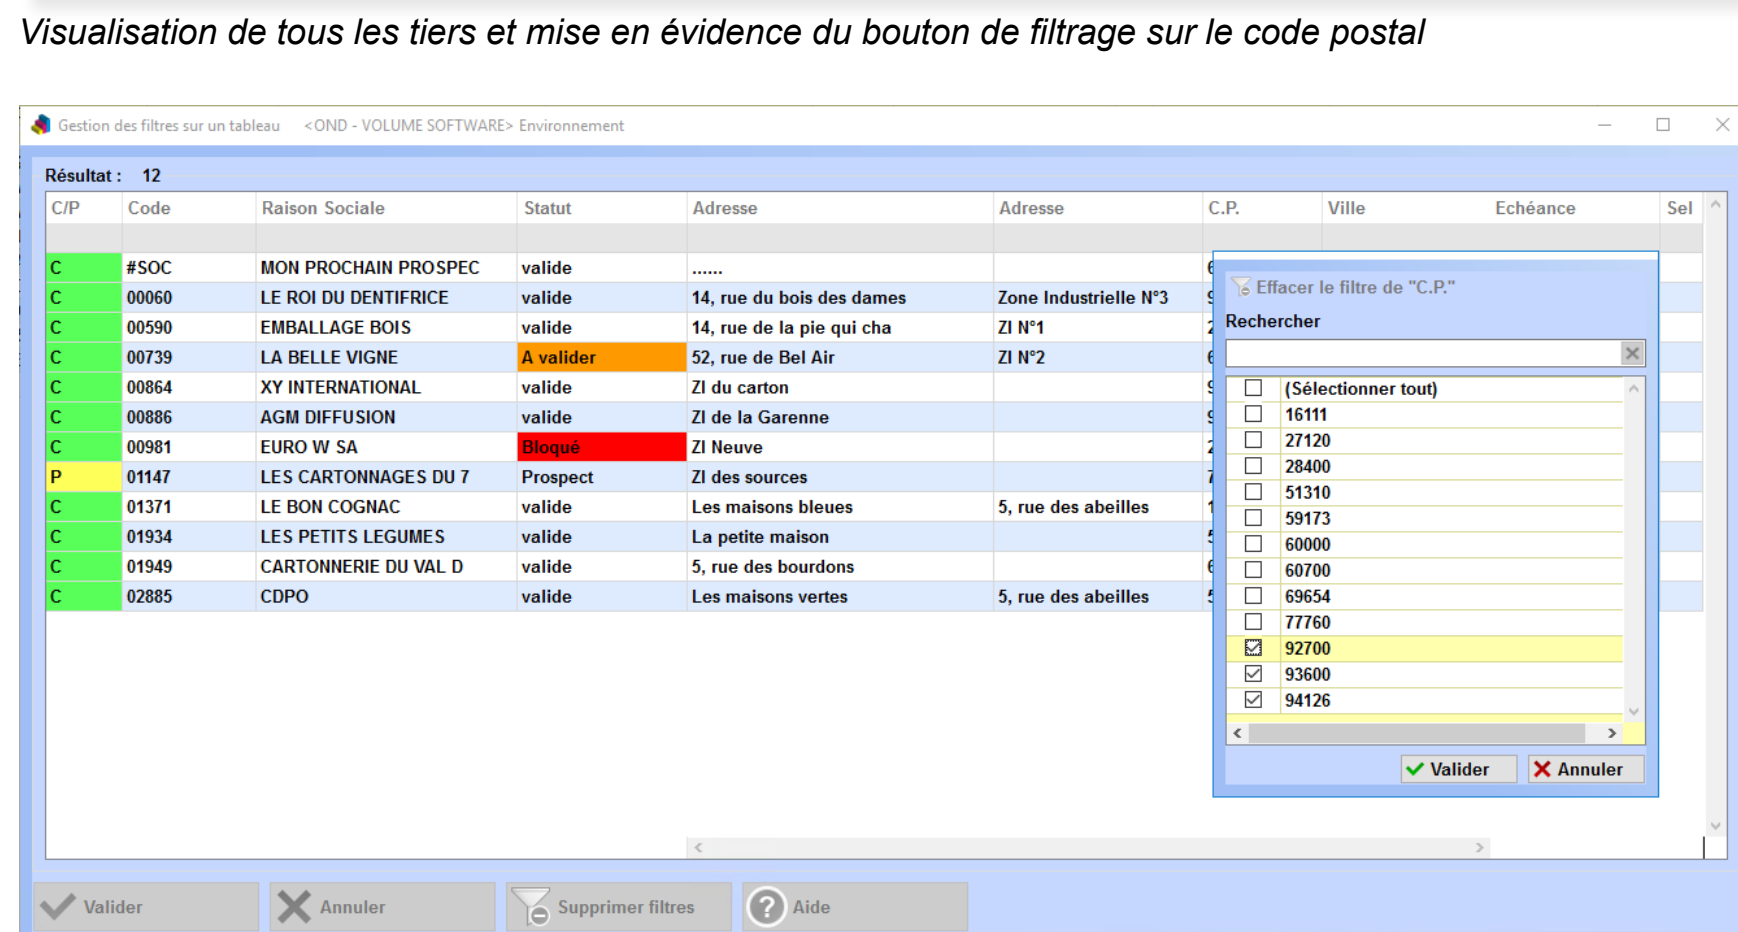 Visualisation de tous les tiers et mise en évidence du bouton de filtrage sur le code postal
Gestion des filtres sur un tableau <OND - VOLUME SOFTWARE> Environnement
Résultat : 12
C/P Code Raison Sociale Statut Adresse Adresse C.P. Ville Echéance Sel
C #SOC MON PROCHAIN PROSPEC valide ......
C 00060 LE ROI DU DENTIFRICE valide 14, rue du bois des dames Zone Industrielle N°3
C 00590 EMBALLAGE BOIS valide 14, rue de la pie qui cha ZI N°1
C 00739 LA BELLE VIGNE A valider 52, rue de Bel Air ZI N°2
C 00864 XY INTERNATIONAL valide ZI du carton
C 00886 AGM DIFFUSION valide ZI de la Garenne
C 00981 EURO W SA Bloqué ZI Neuve
P 01147 LES CARTONNAGES DU 7 Prospect ZI des sources
C 01371 LE BON COGNAC valide Les maisons bleues 5, rue des abeilles
C 01934 LES PETITS LEGUMES valide La petite maison
C 01949 CARTONNERIE DU VAL D valide 5, rue des bourdons
C 02885 CDPO valide Les maisons vertes 5, rue des abeilles
Effacer le filtre de "C.P."
Rechercher
(Sélectionner tout)
16111
27120
28400
51310
59173
60000
60700
69654
77760
92700
93600
94126
Valider Annuler
Valider Annuler Supprimer filtres Aide